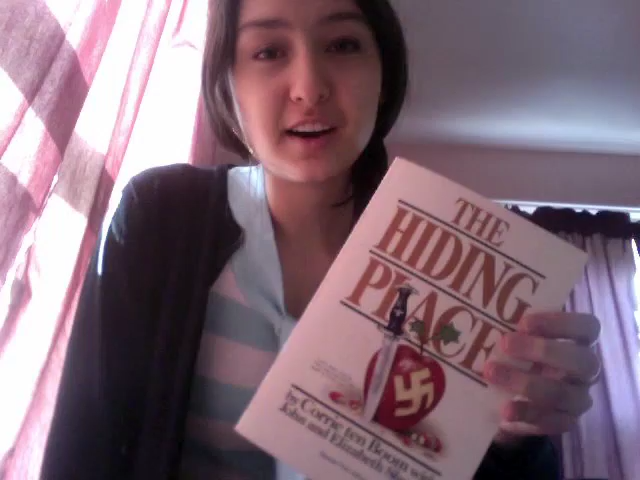 THE
HIDING
PLACE
by Corrie ten Boom with
John and Elizabeth